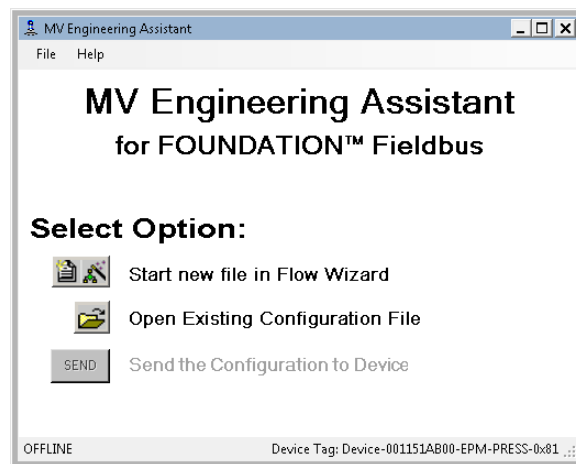 MV Engineering Assistant
File Help
MV Engineering Assistant
for FOUNDATION™ Fieldbus
Select Option:
Start new file in Flow Wizard
Open Existing Configuration File
SEND Send the Configuration to Device
OFFLINE Device Tag: Device-001151AB00-EPM-PRESS-0x81